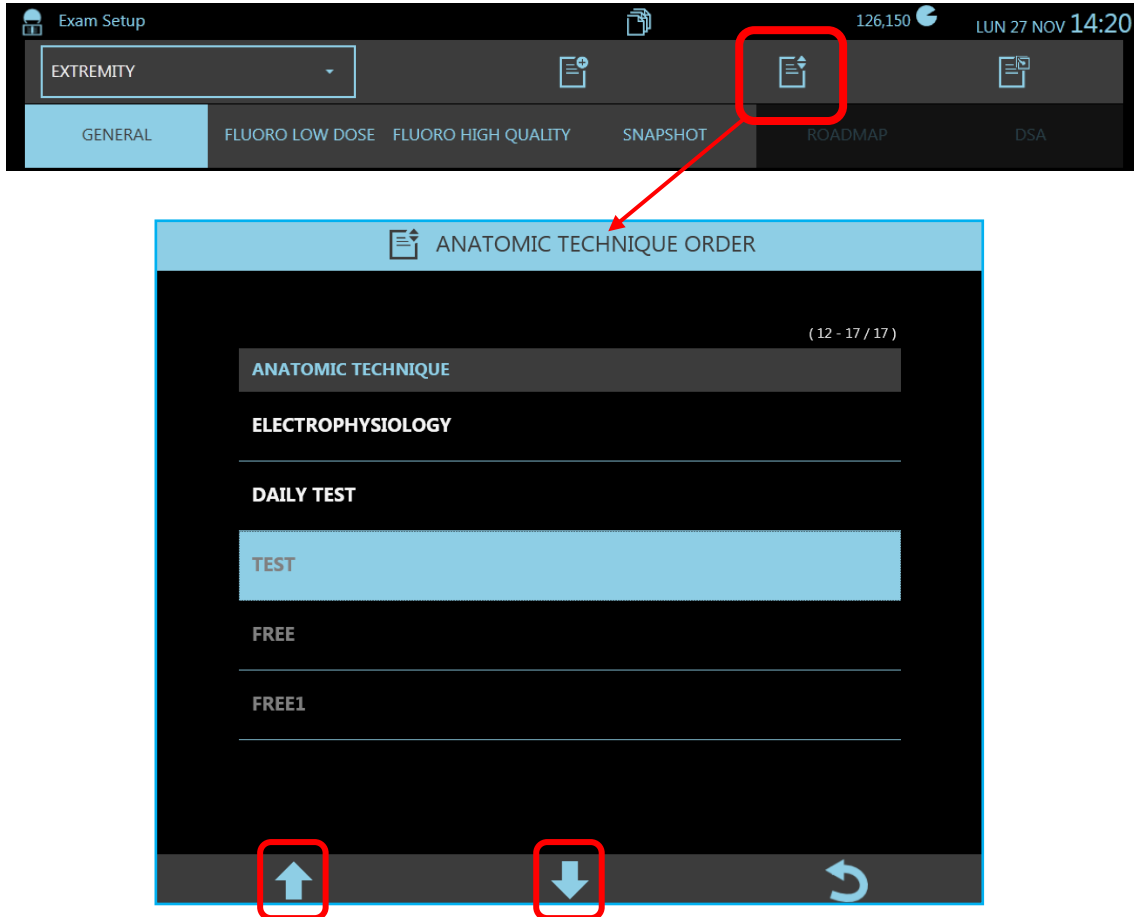 Exam Setup 126,150 LUN 27 NOV 14:20
EXTREMITY
GENERAL FLUORO LOW DOSE FLUORO HIGH QUALITY SNAPSHOT ROADMAP DSA
ANATOMIC TECHNIQUE ORDER
( 12 - 17 / 17 )
ANATOMIC TECHNIQUE
ELECTROPHYSIOLOGY
DAILY TEST
TEST
FREE
FREE1